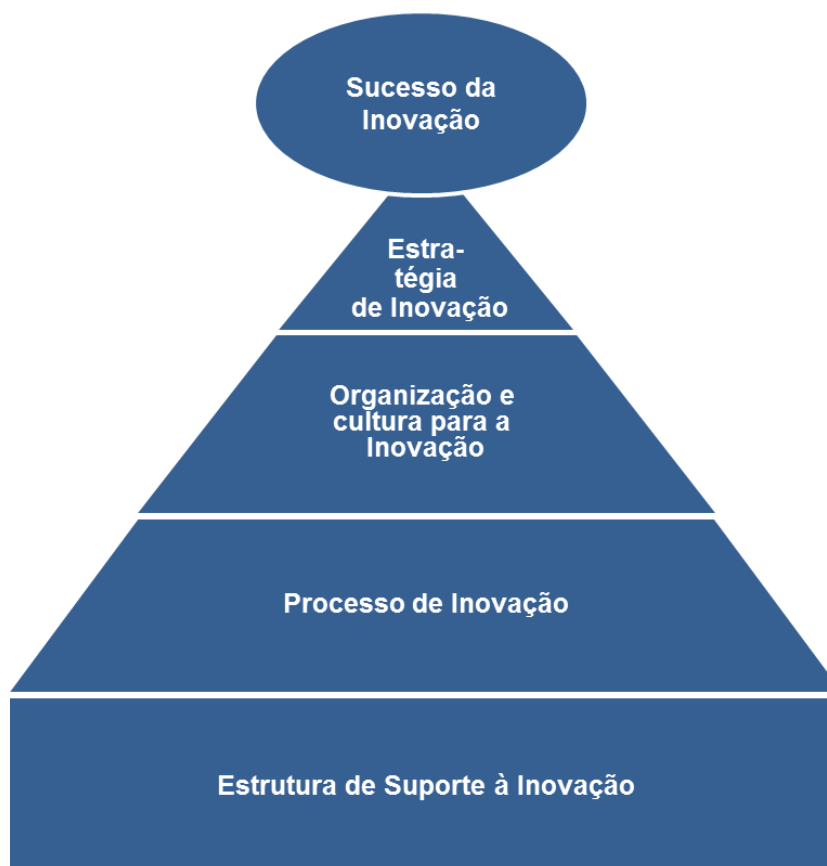 Sucesso da
Inovação
Estra-
tégia
de Inovação
Organização e
cultura para a
Inovação
Processo de Inovação
Estrutura de Suporte à Inovação